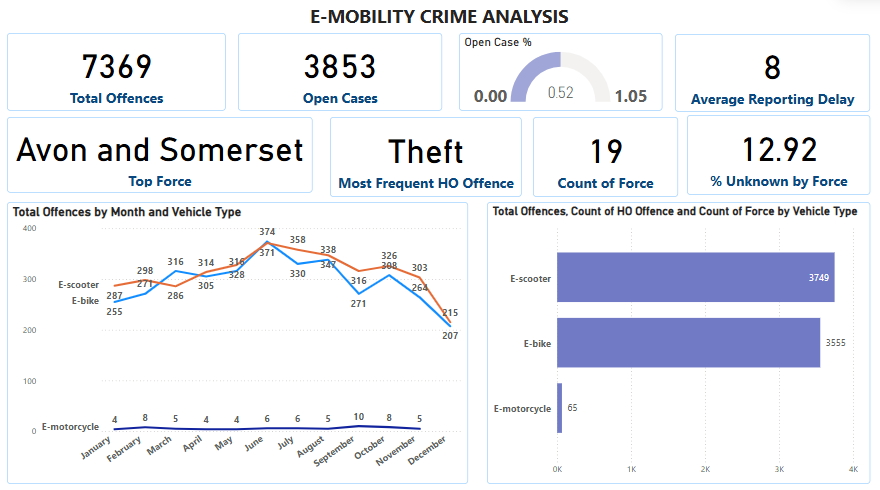 E-MOBILITY CRIME ANALYSIS
7369
Total Offences
3853
Open Cases
Open Case %
0.00
0.52
1.05
8
Average Reporting Delay
Avon and Somerset
Top Force
Theft
Most Frequent HO Offence
19
Count of Force
12.92
% Unknown by Force
Total Offences by Month and Vehicle Type
400
300
200
100
0
E-scooter
E-bike
E-motorcycle
287 298 286 314 316 371 358 338 316 326 303 215
255 271 316 305 328 374 330 347 271 308 264 207
4 8 5 4 4 6 6 5 10 8 5
January February March April May June July August September October November December
Total Offences, Count of HO Offence and Count of Force by Vehicle Type
E-scooter 3749
E-bike 3555
E-motorcycle 65
0K 1K 2K 3K 4K